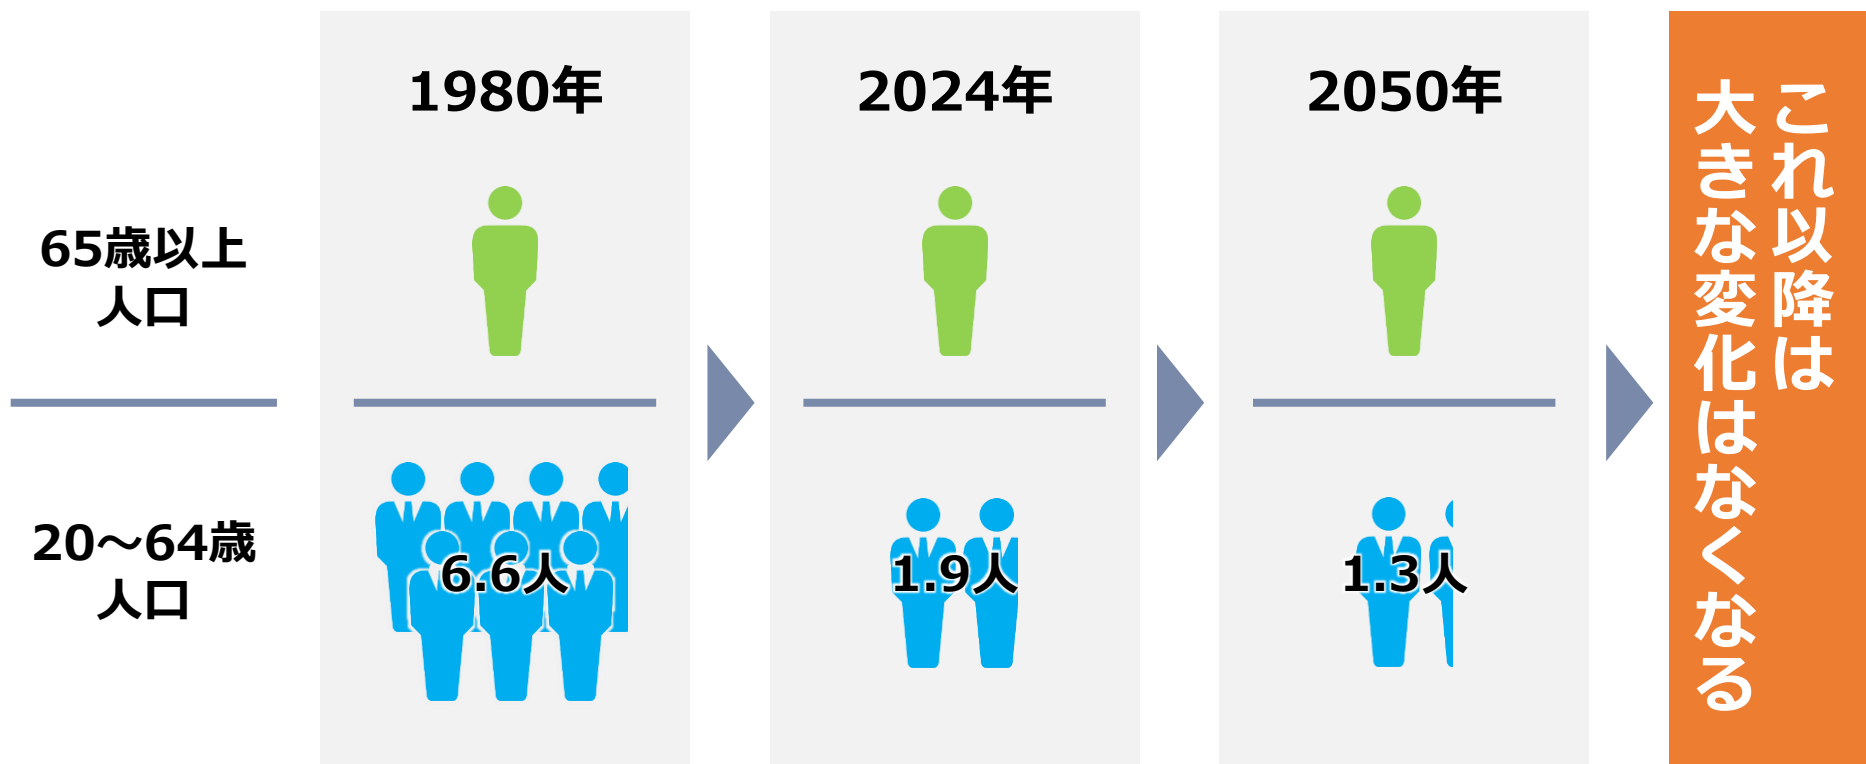 1980年
2024年
2050年
65歳以上
人口
20～64歳
人口
6.6人
1.9人
1.3人
これ以降は
大きな変化はなくなる